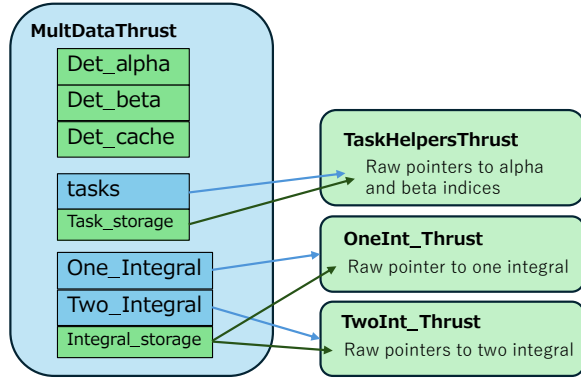 MultDataThrust
Det_alpha
Det_beta
Det_cache
tasks
Task_storage
One_Integral
Two_Integral
Integral_storage
TaskHelpersThrust
Raw pointers to alpha
and beta indices
OneInt_Thrust
Raw pointer to one integral
TwoInt_Thrust
Raw pointers to two integral